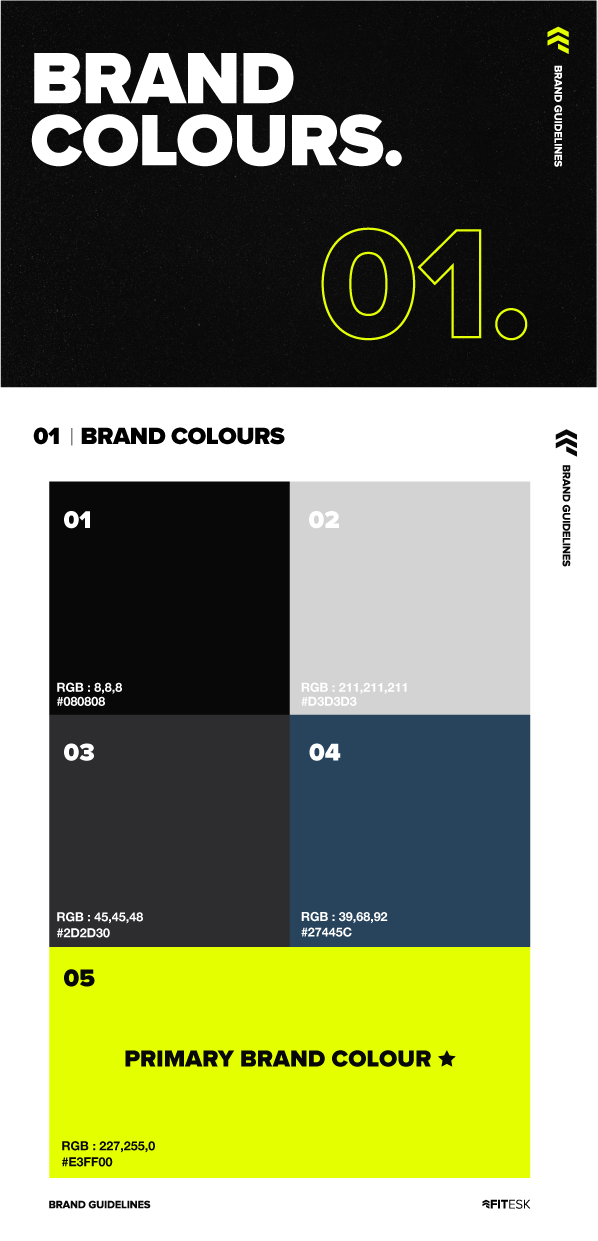 BRAND
COLOURS.
BRAND GUIDELINES
01.
01 | BRAND COLOURS
BRAND GUIDELINES
01
RGB : 8,8,8
#080808
02
RGB : 211,211,211
#D3D3D3
03
RGB : 45,45,48
#2D2D30
04
RGB : 39,68,92
#27445C
05
PRIMARY BRAND COLOUR ★
RGB : 227,255,0
#E3FF00
BRAND GUIDELINES
FITESK